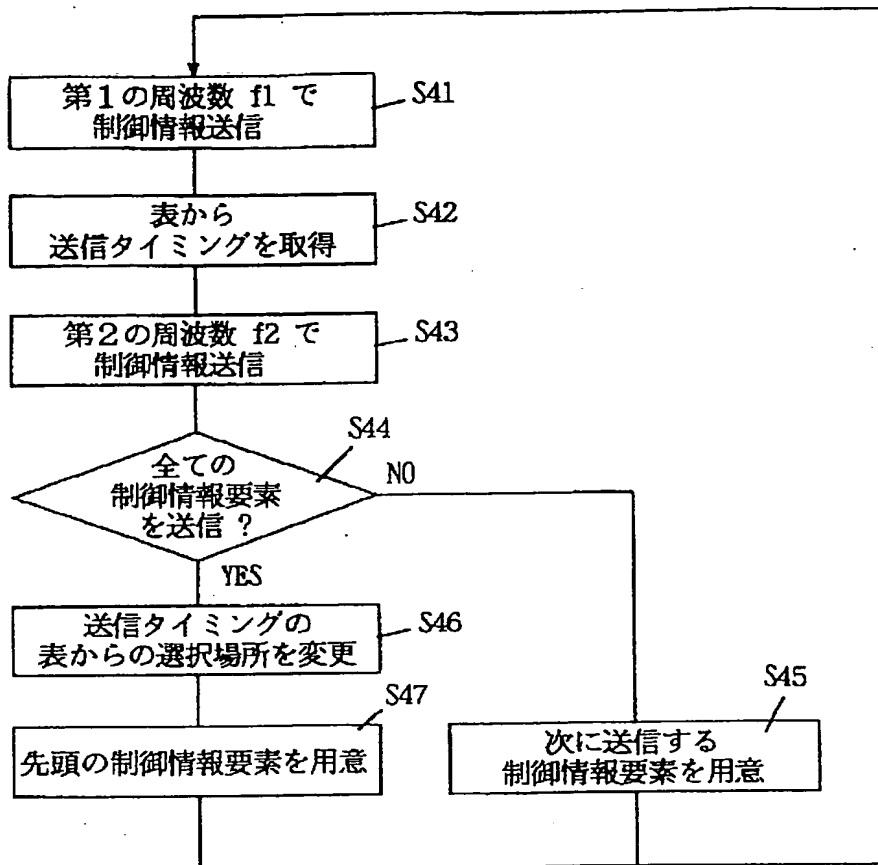 第1の周波数 f1 で
制御情報送信
S41
表から
送信タイミングを取得
S42
第2の周波数 f2 で
制御情報送信
S43
S44
全ての
制御情報要素
を送信 ?
NO
YES
送信タイミングの
表からの選択場所を変更
S46
S47
先頭の制御情報要素を用意
S45
次に送信する
制御情報要素を用意